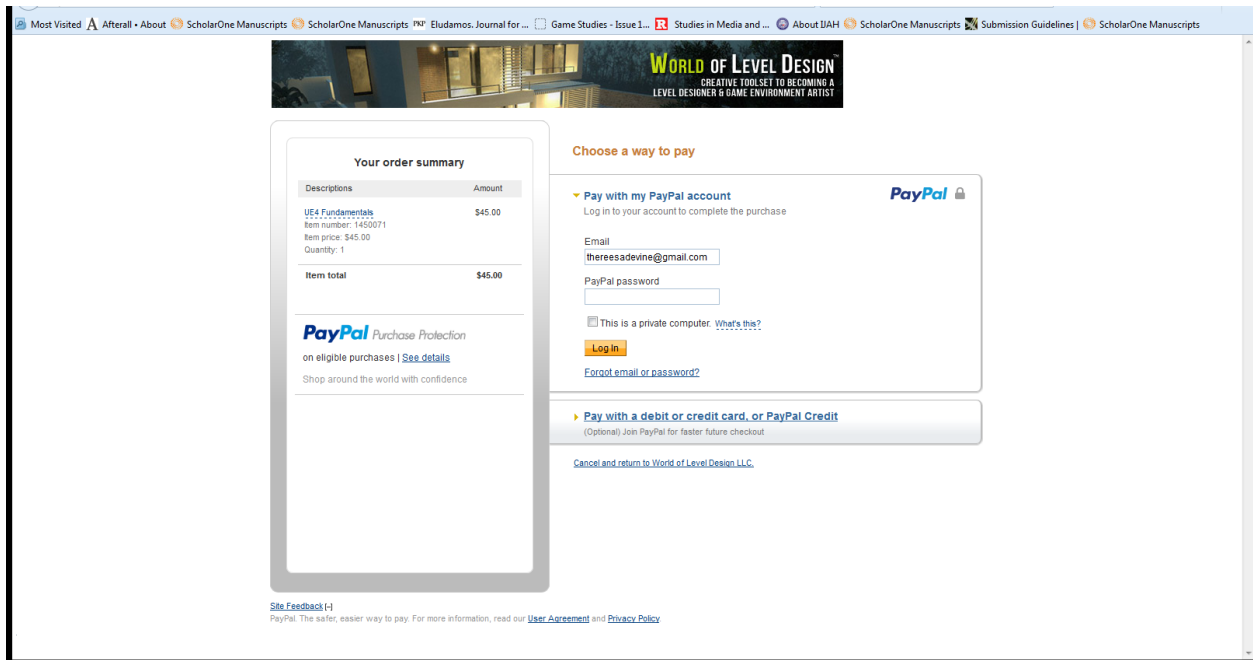 Most Visited Afterall • About ScholarOne Manuscripts ScholarOne Manuscripts PKP Eludamos. Journal for ... Game Studies - Issue 1... R Studies in Media and ... About IJAH ScholarOne Manuscripts Submission Guidelines | ScholarOne Manuscripts
WORLD OF LEVEL DESIGN™
CREATIVE TOOLSET TO BECOMING A
LEVEL DESIGNER & GAME ENVIRONMENT ARTIST
Your order summary
Descriptions Amount
UE4 Fundamentals $45.00
Item number: 1450071
Item price: $45.00
Quantity: 1
Item total $45.00
PayPal Purchase Protection
on eligible purchases | See details
Shop around the world with confidence
Choose a way to pay
Pay with my PayPal account PayPal
Log in to your account to complete the purchase
Email
thereesadevine@gmail.com
PayPal password
This is a private computer. What's this?
Log In
Forgot email or password?
Pay with a debit or credit card, or PayPal Credit
(Optional) Join PayPal for faster future checkout
Cancel and return to World of Level Design LLC.
Site Feedback [-]
PayPal. The safer, easier way to pay. For more information, read our User Agreement and Privacy Policy